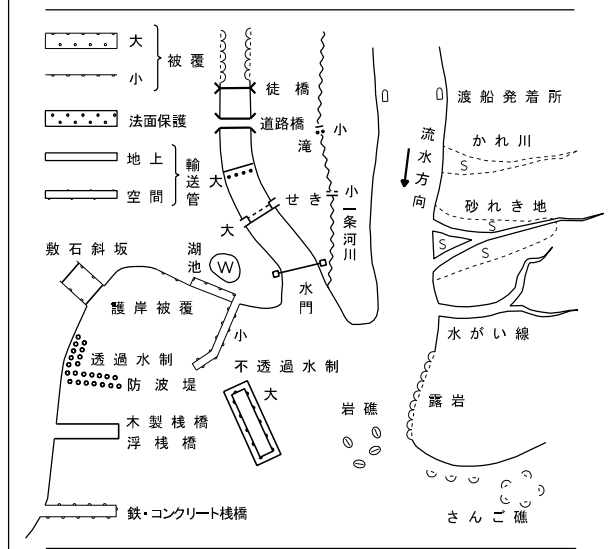 大
小
被覆
法面保護
地上
空間
輸送管
徒橋
道路橋
小
滝
大
せき
小
大
一条河川
渡船発着所
かれ川
S
流水方向
砂れき地
S
S
S
敷石斜坂
湖池
W
水門
護岸被覆
小
水がい線
透過水制
不透過水制
防波堤
大
木製桟橋
浮桟橋
岩礁
露岩
鉄・コンクリート桟橋
さんご礁